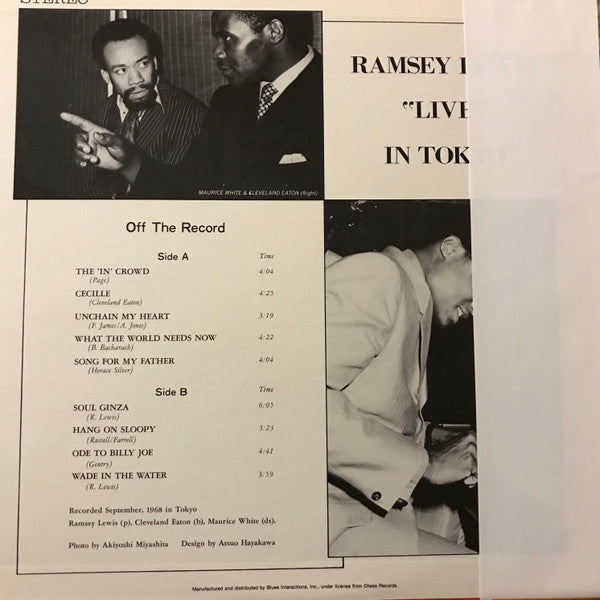 STEREO
RAMSEY
"LIVE
IN TOK
MAURICE WHITE & CLEVELAND EATON (Right)
Off The Record
Side A Time
THE 'IN' CROWD 4:04
(Page)
CECILLE 4:25
(Cleveland Eaton)
UNCHAIN MY HEART 3:19
(F. James/A. Jones)
WHAT THE WORLD NEEDS NOW 4:22
(B. Bacharach)
SONG FOR MY FATHER 4:04
(Horace Silver)
Side B Time
SOUL GINZA 6:05
(R. Lewis)
HANG ON SLOOPY 3:23
(Russell/Farrell)
ODE TO BILLY JOE 4:41
(Gentry)
WADE IN THE WATER 3:59
(R. Lewis)
Recorded September, 1968 in Tokyo
Ramsey Lewis (p), Cleveland Eaton (b), Maurice White (ds).
Photo by Akiyoshi Miyashita Design by Atsuo Hayakawa
Manufactured and distributed by Blues Interactions, Inc., under license from Chess Records.